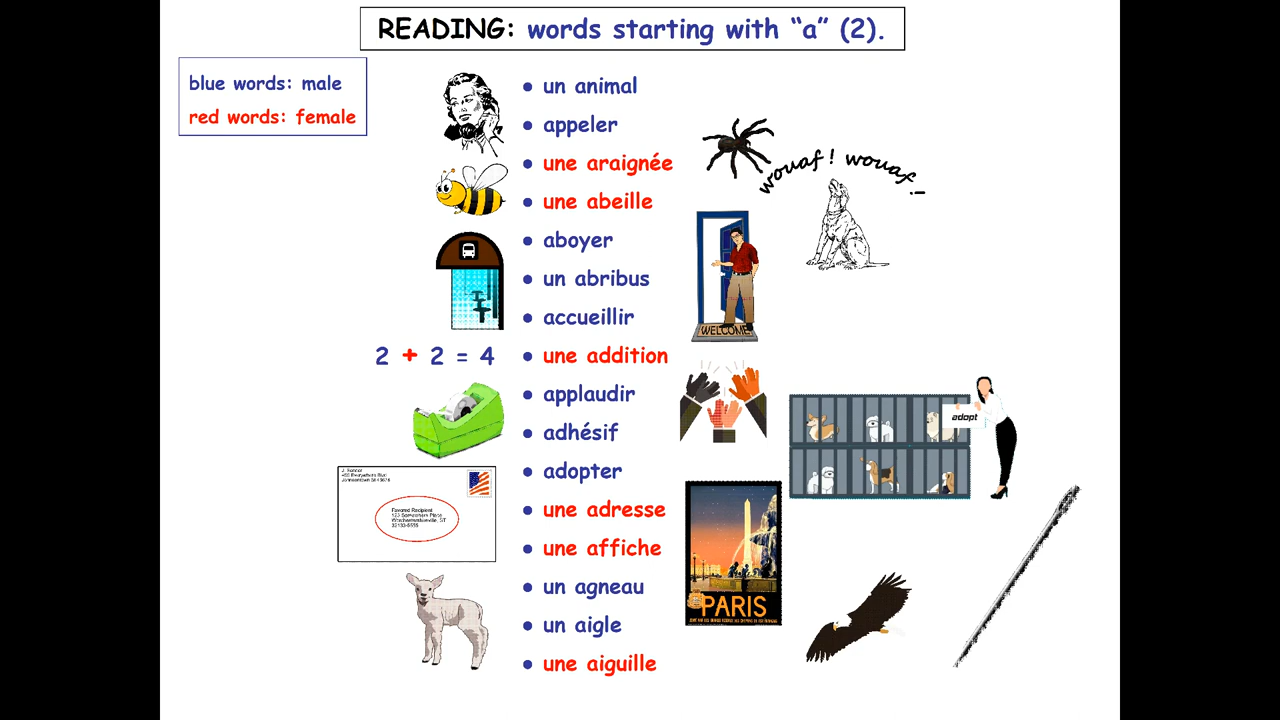 READING: words starting with “a” (2).
blue words: male
red words: female
• un animal
• appeler
• une araignée
• une abeille
• aboyer
• un abribus
• accueillir
• une addition
• applaudir
• adhésif
• adopter
• une adresse
• une affiche
• un agneau
• un aigle
• une aiguille
wouaf ! wouaf !
WELCOME
2 + 2 = 4
adopt
Favored Recipient
PARIS